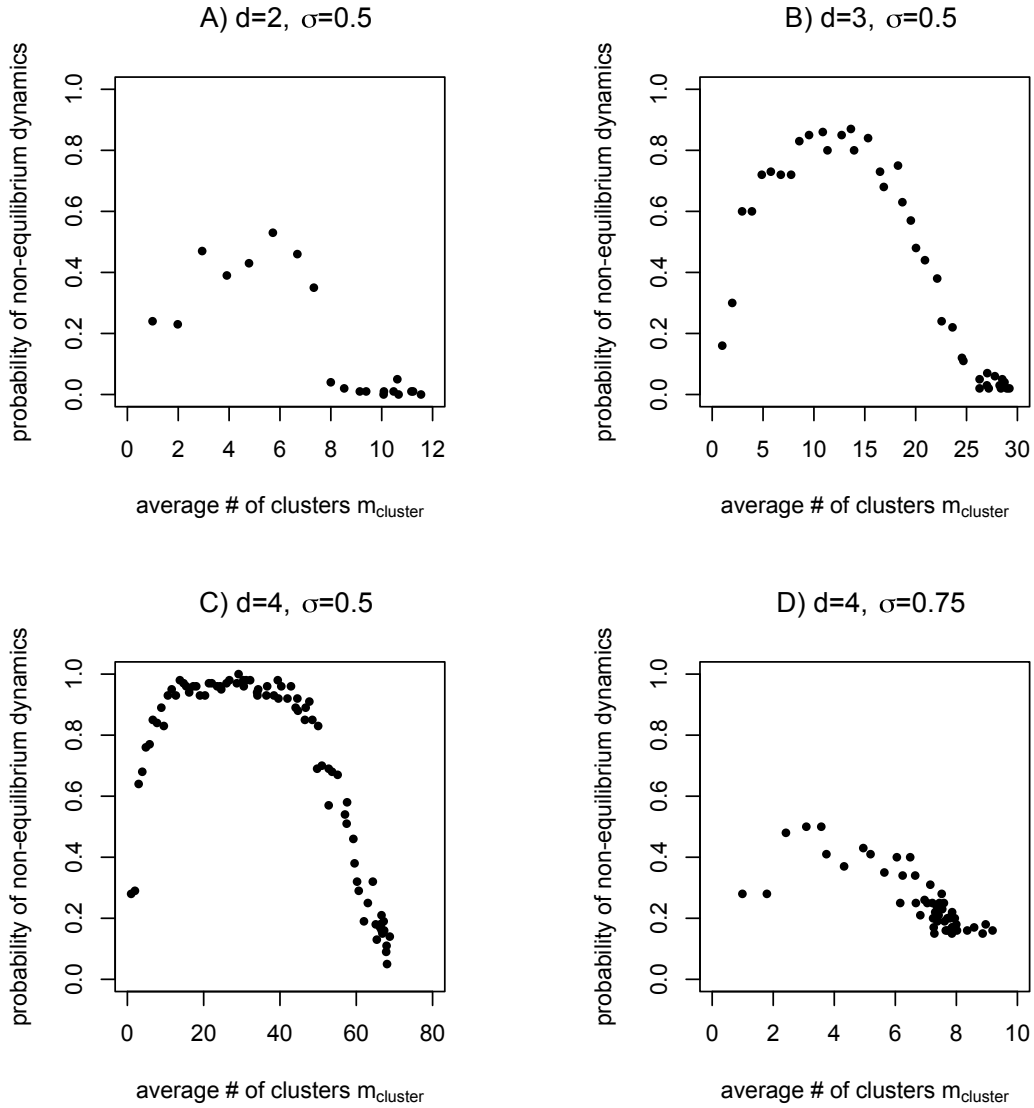 A) d=2, σ=0.5
probability of non-equilibrium dynamics
1.0
0.8
0.6
0.4
0.2
0.0
0 2 4 6 8 10 12
average # of clusters m_cluster
B) d=3, σ=0.5
probability of non-equilibrium dynamics
1.0
0.8
0.6
0.4
0.2
0.0
0 5 10 15 20 25 30
average # of clusters m_cluster
C) d=4, σ=0.5
probability of non-equilibrium dynamics
1.0
0.8
0.6
0.4
0.2
0.0
0 20 40 60 80
average # of clusters m_cluster
D) d=4, σ=0.75
probability of non-equilibrium dynamics
1.0
0.8
0.6
0.4
0.2
0.0
0 2 4 6 8 10
average # of clusters m_cluster